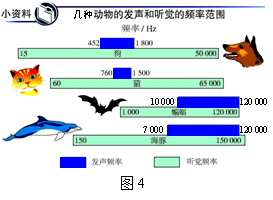 小资料
几种动物的发声和听觉的频率范围
频率/Hz
452 1 800
15 狗 50 000
760 1 500
60 猫 65 000
10 000 120 000
1 000 蝙蝠 120 000
7 000 120 000
150 海豚 150 000
发声频率 听觉频率
图4